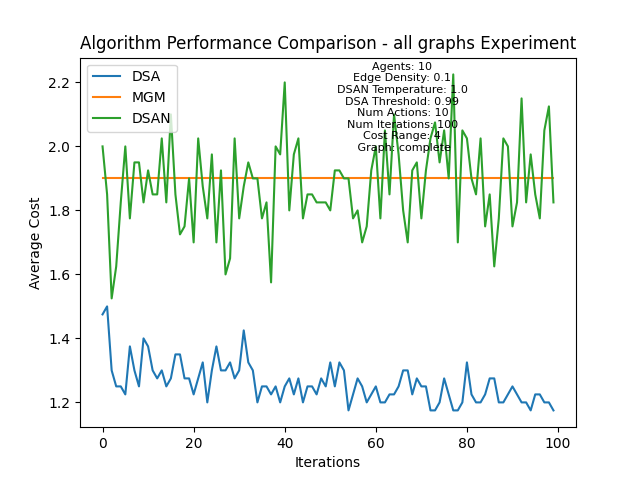 Algorithm Performance Comparison - all graphs Experiment
DSA
MGM
DSAN
Agents: 10
Edge Density: 0.1
DSAN Temperature: 1.0
DSA Threshold: 0.99
Num Actions: 10
Num Iterations: 100
Cost Range: 4
Graph: complete
Average Cost
2.2
2.0
1.8
1.6
1.4
1.2
0 20 40 60 80 100
Iterations